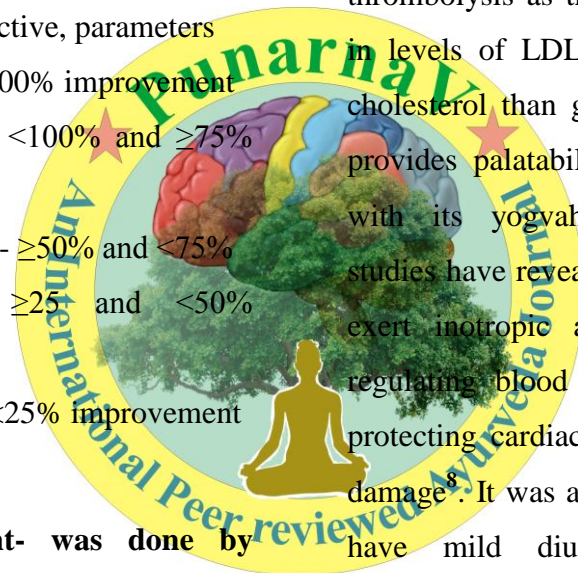 ctive, parameters
00% improvement
<100% and ≥75%
- ≥50% and <75%
≥25 and <50%
<25% improvement
nt- was done by
in levels of LDL
cholesterol than g
provides palatabil
with its yogvah
studies have revea
exert inotropic a
regulating blood
protecting cardiac
damage⁸. It was a
have mild diu
PunarnaV
An International Peer reviewed Ayurveda Journal